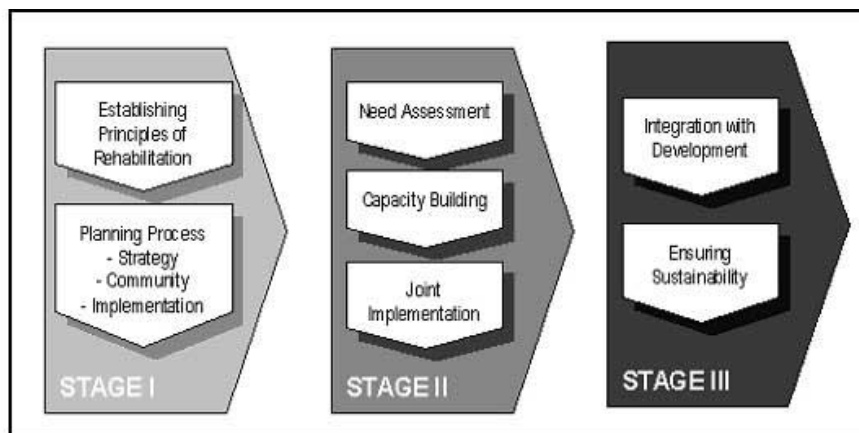 Establishing
Principles of
Rehabilitation
Planning Process
- Strategy
- Community
- Implementation
STAGE I
Need Assessment
Capacity Building
Joint
Implementation
STAGE II
Integration with
Development
Ensuring
Sustainability
STAGE III